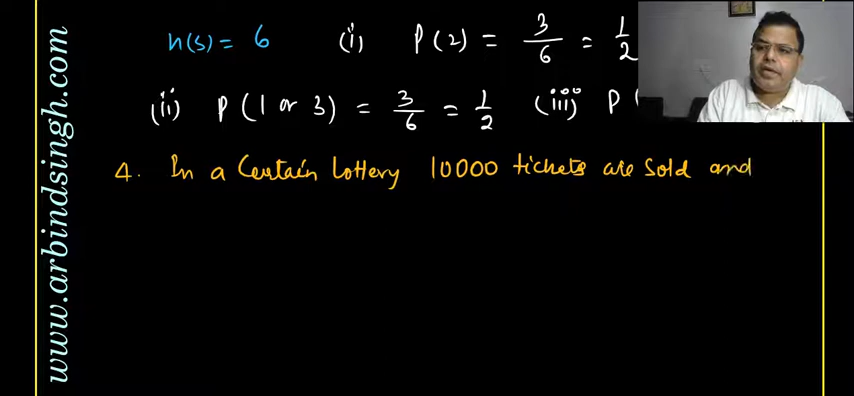 n(s) = 6 (i) P(2) = 3/6 = 1/2
(ii) P(1 or 3) = 3/6 = 1/2 (iii) P(
4. In a Certain lottery 10000 tickets are sold and
www.arbindsingh.com